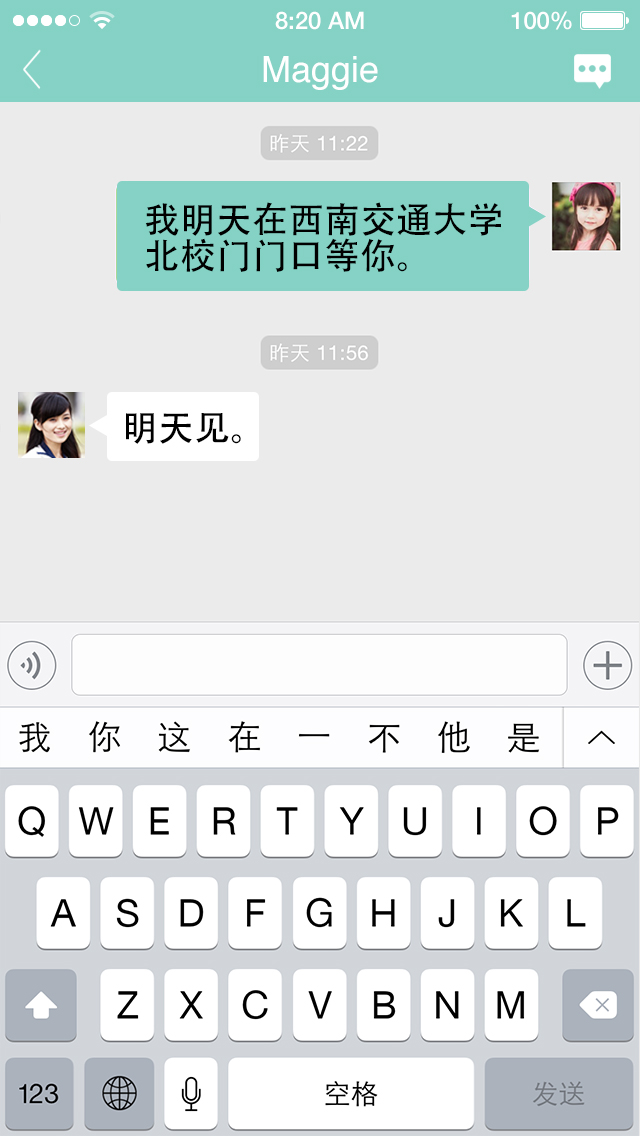 8:20 AM 100%
Maggie
昨天 11:22
我明天在西南交通大学
北校门门口等你。
昨天 11:56
明天见。
我 你 这 在 一 不 他 是
Q W E R T Y U I O P
A S D F G H J K L
Z X C V B N M
123 空格 发送